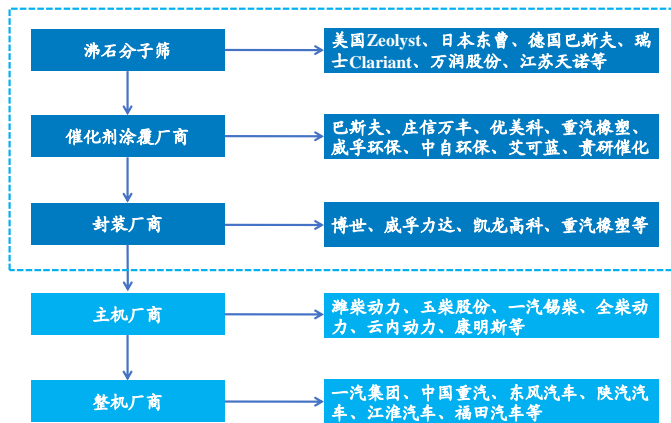 沸石分子筛
美国Zeolyst、日本东曹、德国巴斯夫、瑞
士Clariant、万润股份、江苏天诺等
催化剂涂覆厂商
巴斯夫、庄信万丰、优美科、重汽橡塑、
威孚环保、中自环保、艾可蓝、贵研催化
封装厂商
博世、威孚力达、凯龙高科、重汽橡塑等
主机厂商
潍柴动力、玉柴股份、一汽锡柴、全柴动
力、云内动力、康明斯等
整机厂商
一汽集团、中国重汽、东风汽车、陕汽汽
车、江淮汽车、福田汽车等